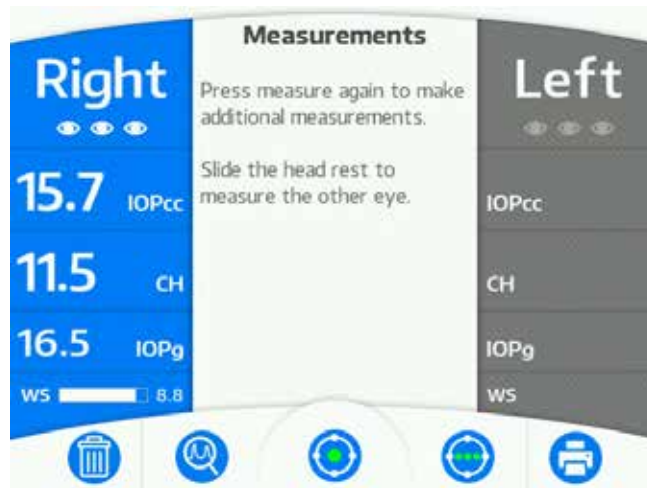 Measurements
Right
Left
Press measure again to make
additional measurements.
Slide the head rest to
measure the other eye.
15.7 IOPcc
11.5 CH
16.5 IOPg
WS 8.8
IOPcc
CH
IOPg
WS